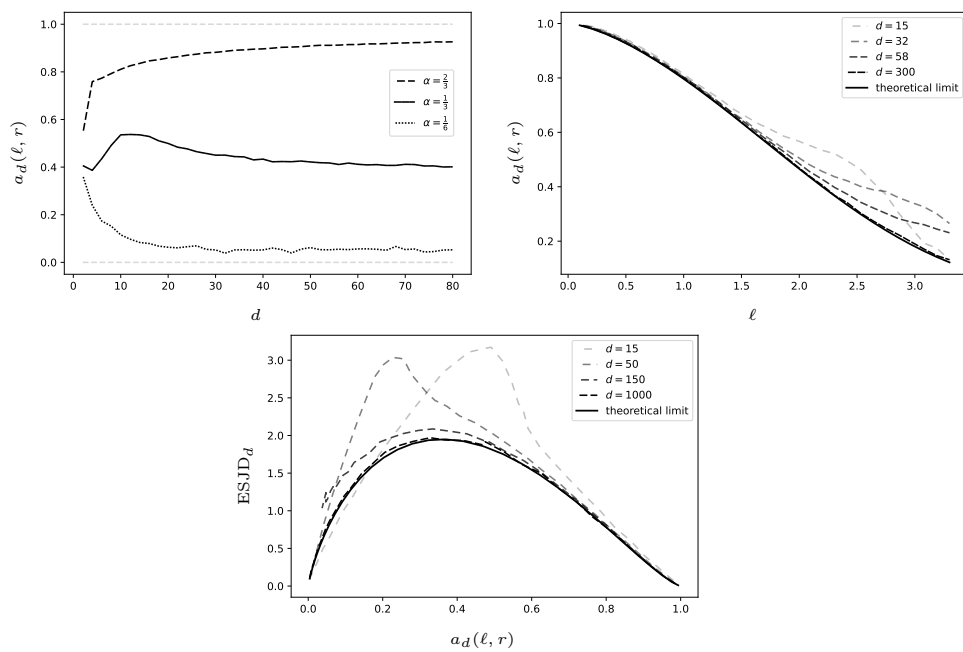 a_d(ℓ, r)
1.0
0.8
0.6
0.4
0.2
0.0
α = 2/3
α = 1/3
α = 1/6
0 10 20 30 40 50 60 70 80
d
a_d(ℓ, r)
1.0
0.8
0.6
0.4
0.2
d = 15
d = 32
d = 58
d = 300
theoretical limit
0.0 0.5 1.0 1.5 2.0 2.5 3.0
ℓ
ESJD_d
3.0
2.5
2.0
1.5
1.0
0.5
0.0
d = 15
d = 50
d = 150
d = 1000
theoretical limit
0.0 0.2 0.4 0.6 0.8 1.0
a_d(ℓ, r)